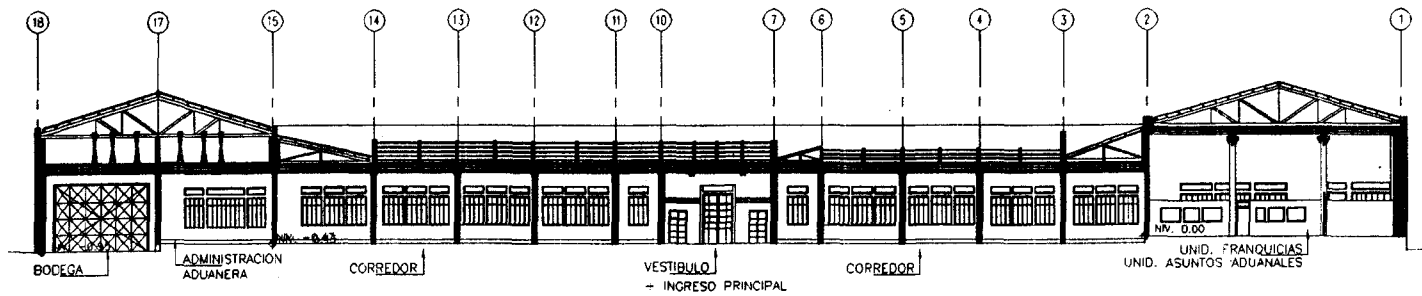 18 17 15 14 13 12 11 10 7 6 5 4 3 2 1
NIV. -0.43
NIV. 0.00
BODEGA
ADMINISTRACION
ADUANERA
CORREDOR
VESTIBULO
+ INGRESO PRINCIPAL
CORREDOR
UNID. FRANQUICIAS
UNID. ASUNTOS ADUANALES